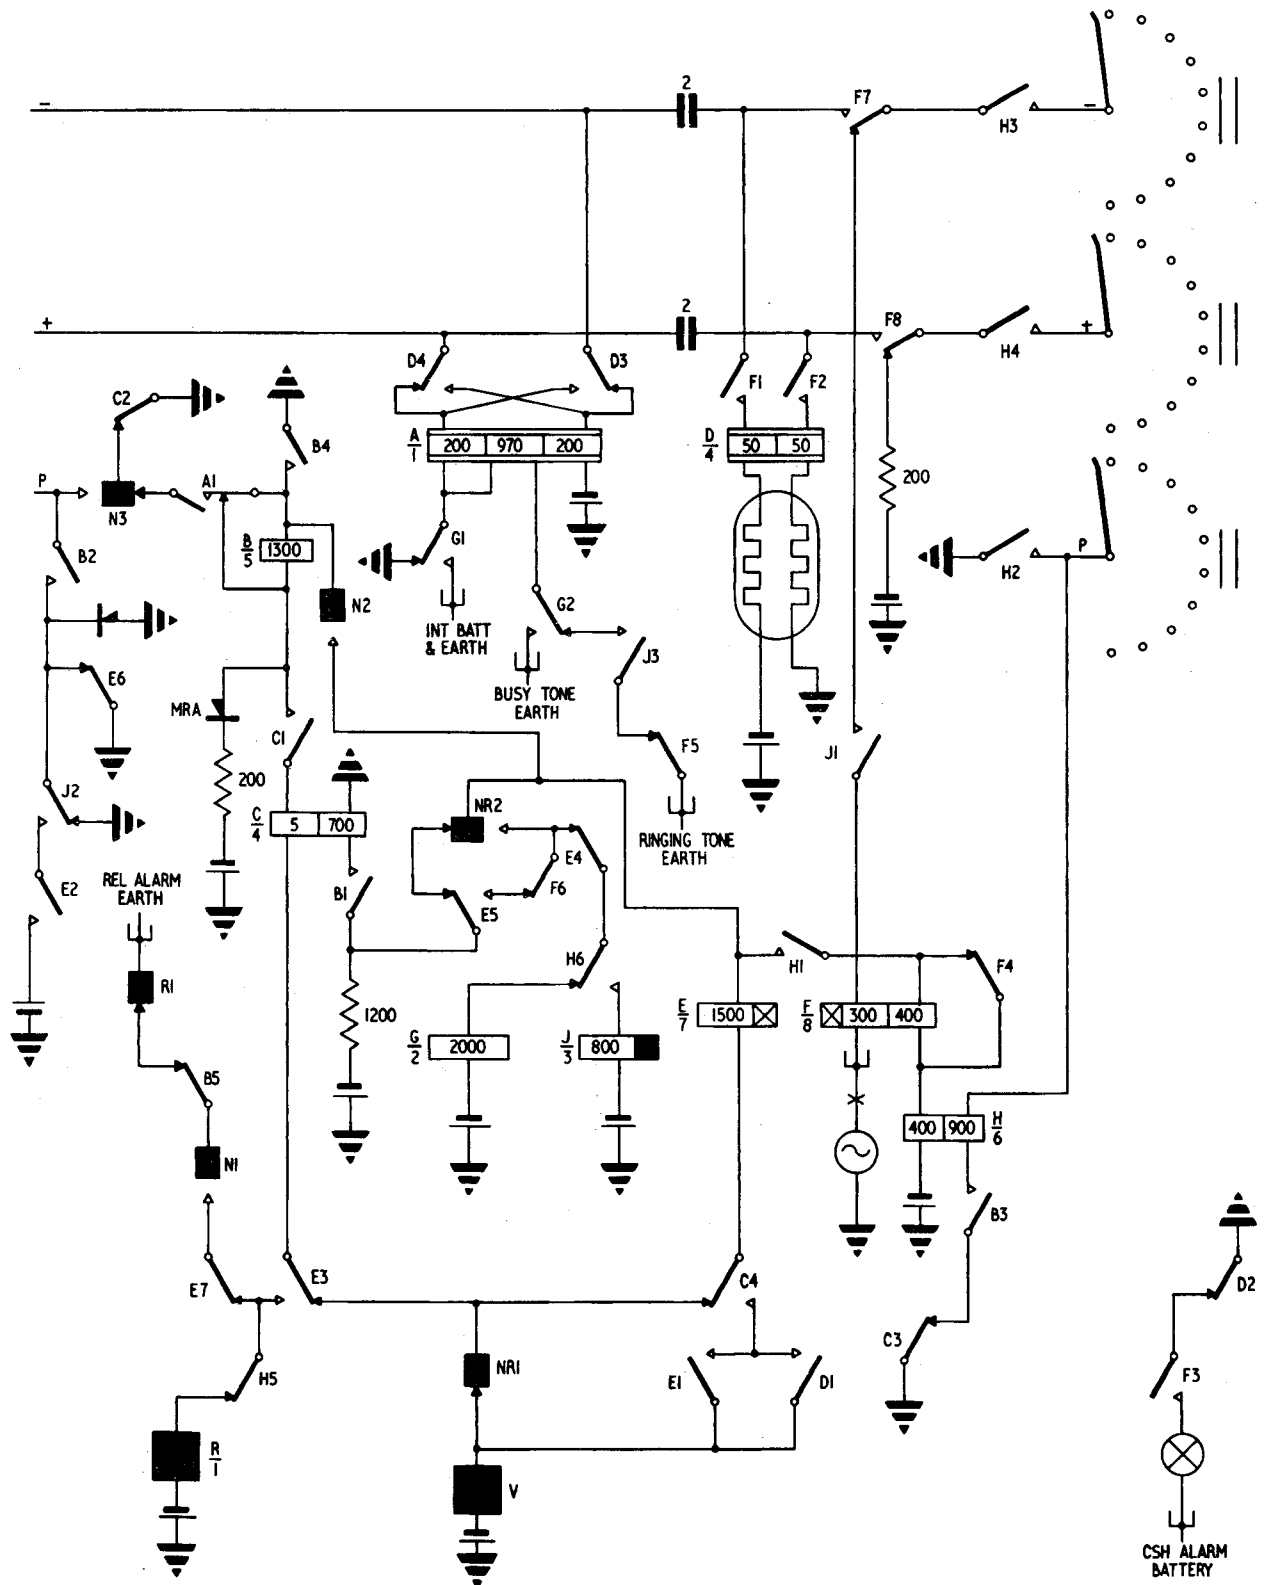 2
F7
−
H3
−
2
F8
+
H4
+
D4
D3
F1
F2
C2
B4
A/1
200 970 200
D/4
50 50
200
P
A1
N3
P
B2
B/5
1300
G1
H2
N2
G2
INT BATT
& EARTH
J3
E6
BUSY TONE
EARTH
MRA
C1
F5
J1
200
J2
C/4
5 700
NR2
RINGING TONE
EARTH
E4
REL ALARM
EARTH
E2
B1
F6
E5
H1
F4
H6
R1
1200
E/7
1500
F/8
300 400
G/2
2000
J/3
800
B5
400 900
H/6
N1
B3
E7
E3
C4
D2
C3
H5
NR1
E1
D1
F3
R/1
V
CSH ALARM
BATTERY